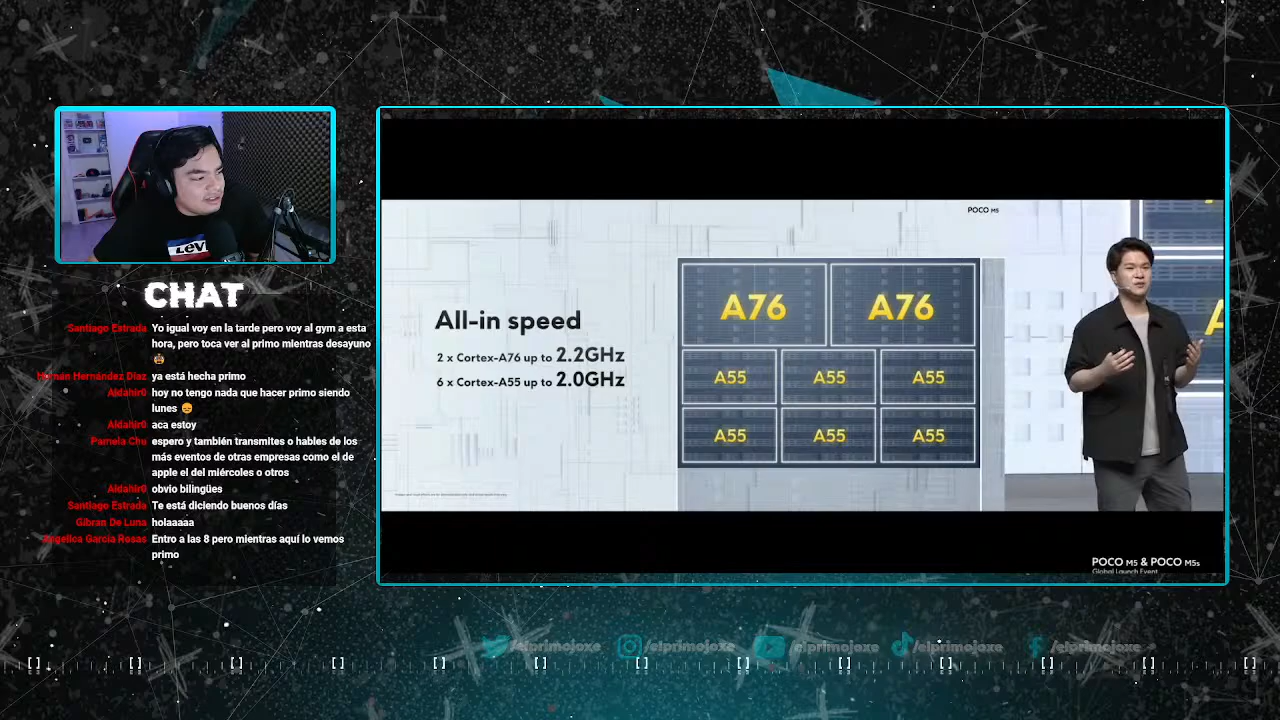 LEVI
CHAT
Santiago Estrada Yo igual voy en la tarde pero voy al gym a esta
hora, pero toca ver al primo mientras desayuno
Hernán Hernández Díaz ya está hecha primo
Aldahir0 hoy no tengo nada que hacer primo siendo
lunes
Aldahir0 aca estoy
Pamela Chu espero y también transmites o hables de los
más eventos de otras empresas como el de
apple el del miércoles o otros
Aldahir0 obvio bilingües
Santiago Estrada Te está diciendo buenos días
Gibran De Luna holaaaaa
Angelica Garcia Rosas Entro a las 8 pero mientras aquí lo vemos
primo
POCO M5
All-in speed
2 x Cortex-A76 up to 2.2GHz
6 x Cortex-A55 up to 2.0GHz
A76 A76
A55 A55 A55
A55 A55 A55
POCO M5 & POCO M5s
Global Launch Event
/elprimojoxe /elprimojoxe /elprimojoxe /elprimojoxe /elprimojoxe